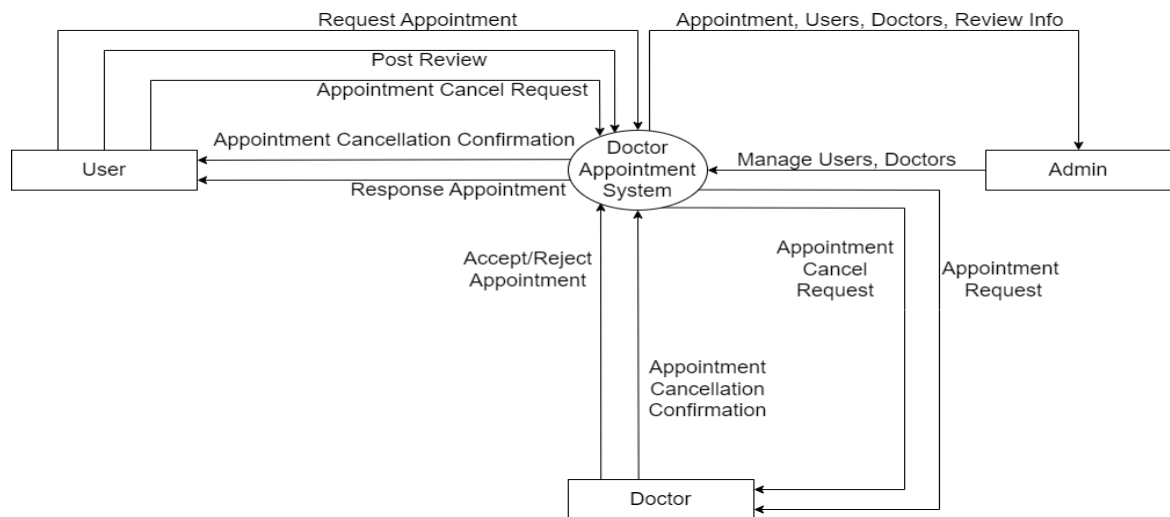 Request Appointment
Appointment, Users, Doctors, Review Info
Post Review
Appointment Cancel Request
Appointment Cancellation Confirmation
User
Response Appointment
Doctor
Appointment
System
Manage Users, Doctors
Admin
Accept/Reject
Appointment
Appointment
Cancel
Request
Appointment
Request
Appointment
Cancellation
Confirmation
Doctor